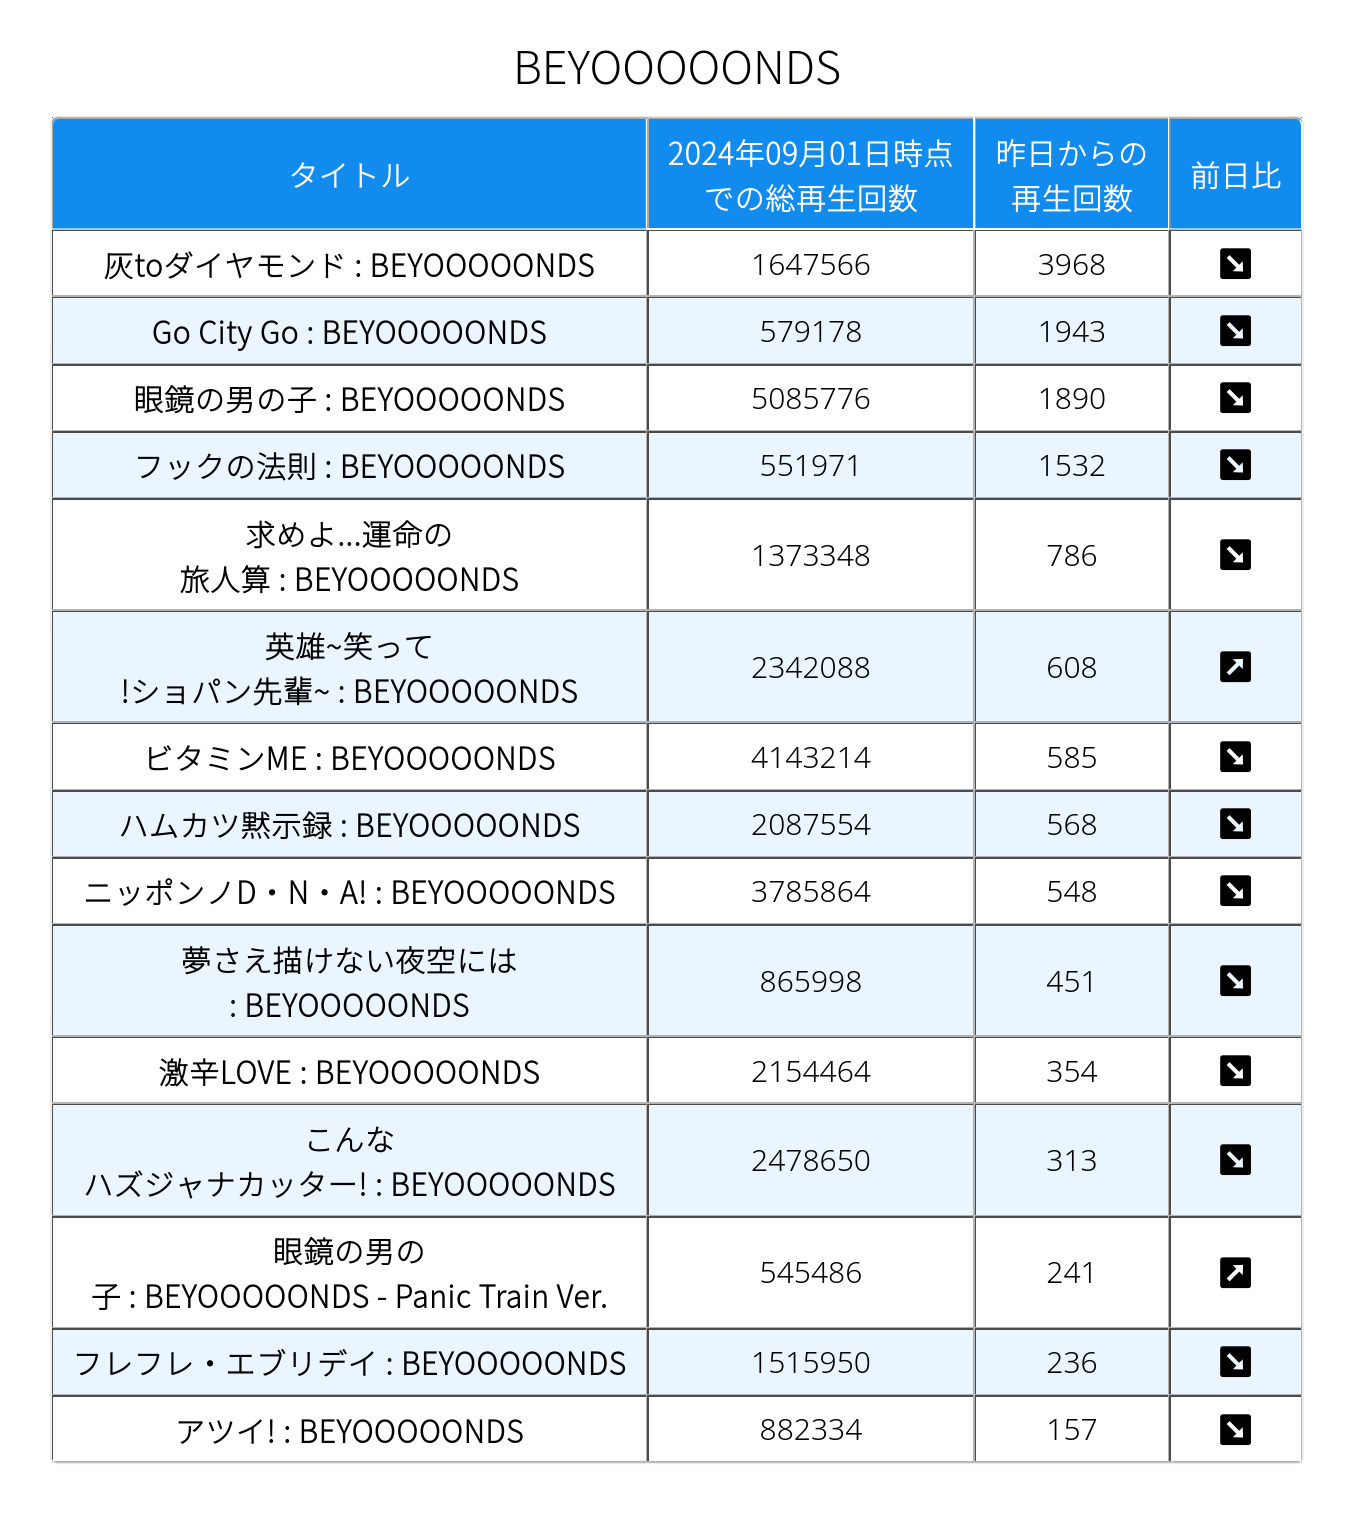 BEYOOOOONDS
タイトル
2024年09月01日時点
での総再生回数
昨日からの
再生回数
前日比
灰toダイヤモンド : BEYOOOOONDS 1647566 3968
Go City Go : BEYOOOOONDS 579178 1943
眼鏡の男の子 : BEYOOOOONDS 5085776 1890
フックの法則 : BEYOOOOONDS 551971 1532
求めよ...運命の
旅人算 : BEYOOOOONDS 1373348 786
英雄~笑って
!ショパン先輩~ : BEYOOOOONDS 2342088 608
ビタミンME : BEYOOOOONDS 4143214 585
ハムカツ黙示録 : BEYOOOOONDS 2087554 568
ニッポンノD・N・A! : BEYOOOOONDS 3785864 548
夢さえ描けない夜空には
: BEYOOOOONDS 865998 451
激辛LOVE : BEYOOOOONDS 2154464 354
こんな
ハズジャナカッター! : BEYOOOOONDS 2478650 313
眼鏡の男の
子 : BEYOOOOONDS - Panic Train Ver. 545486 241
フレフレ・エブリデイ : BEYOOOOONDS 1515950 236
アツイ! : BEYOOOOONDS 882334 157